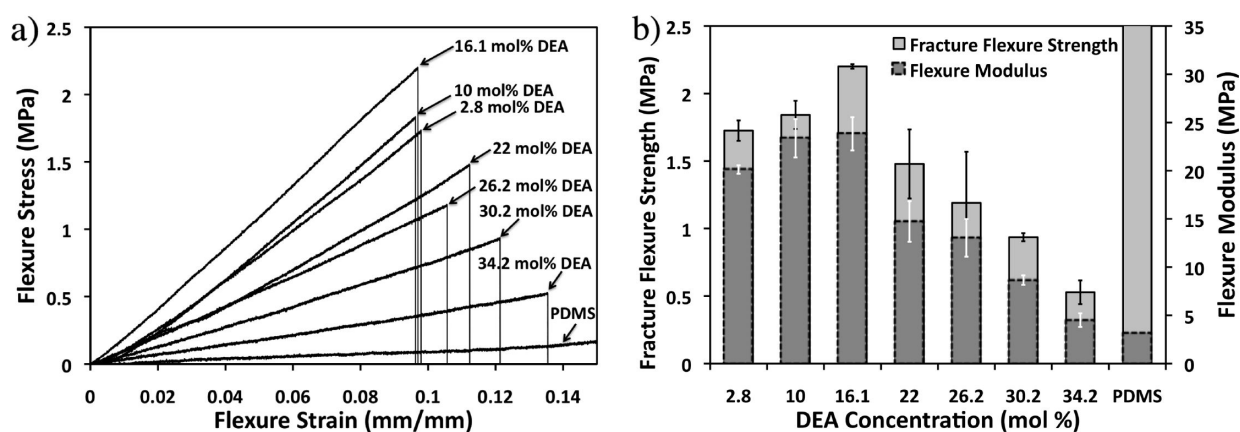 a)
2.5
2
1.5
1
0.5
0
Flexure Stress (MPa)
16.1 mol% DEA
10 mol% DEA
2.8 mol% DEA
22 mol% DEA
26.2 mol% DEA
30.2 mol% DEA
34.2 mol% DEA
PDMS
0 0.02 0.04 0.06 0.08 0.1 0.12 0.14
Flexure Strain (mm/mm)
b)
2.5
2
1.5
1
0.5
0
Fracture Flexure Strength (MPa)
Fracture Flexure Strength
Flexure Modulus
35
30
25
20
15
10
5
0
Flexure Modulus (MPa)
2.8 10 16.1 22 26.2 30.2 34.2 PDMS
DEA Concentration (mol %)